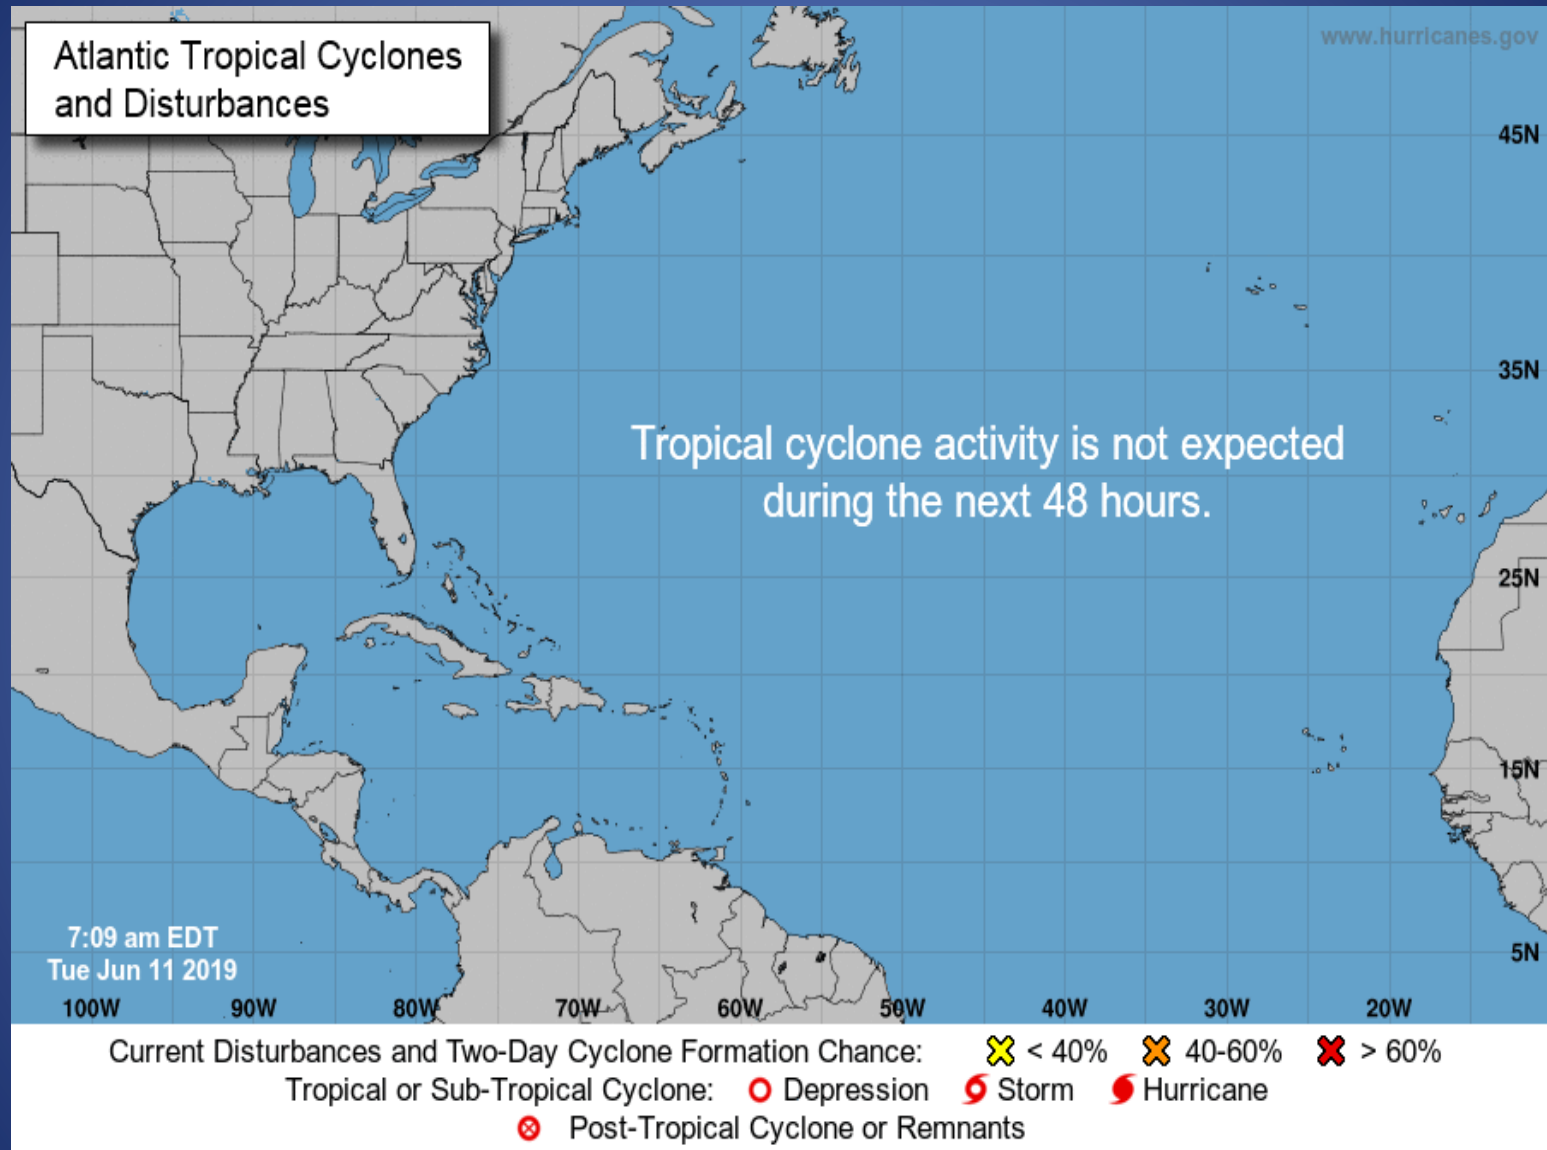 Atlantic Tropical Cyclones
and Disturbances
www.hurricanes.gov
45N
35N
Tropical cyclone activity is not expected
during the next 48 hours.
25N
15N
7:09 am EDT
Tue Jun 11 2019
5N
100W 90W 80W 70W 60W 50W 40W 30W 20W
Current Disturbances and Two-Day Cyclone Formation Chance: < 40% 40-60% > 60%
Tropical or Sub-Tropical Cyclone: Depression Storm Hurricane
Post-Tropical Cyclone or Remnants